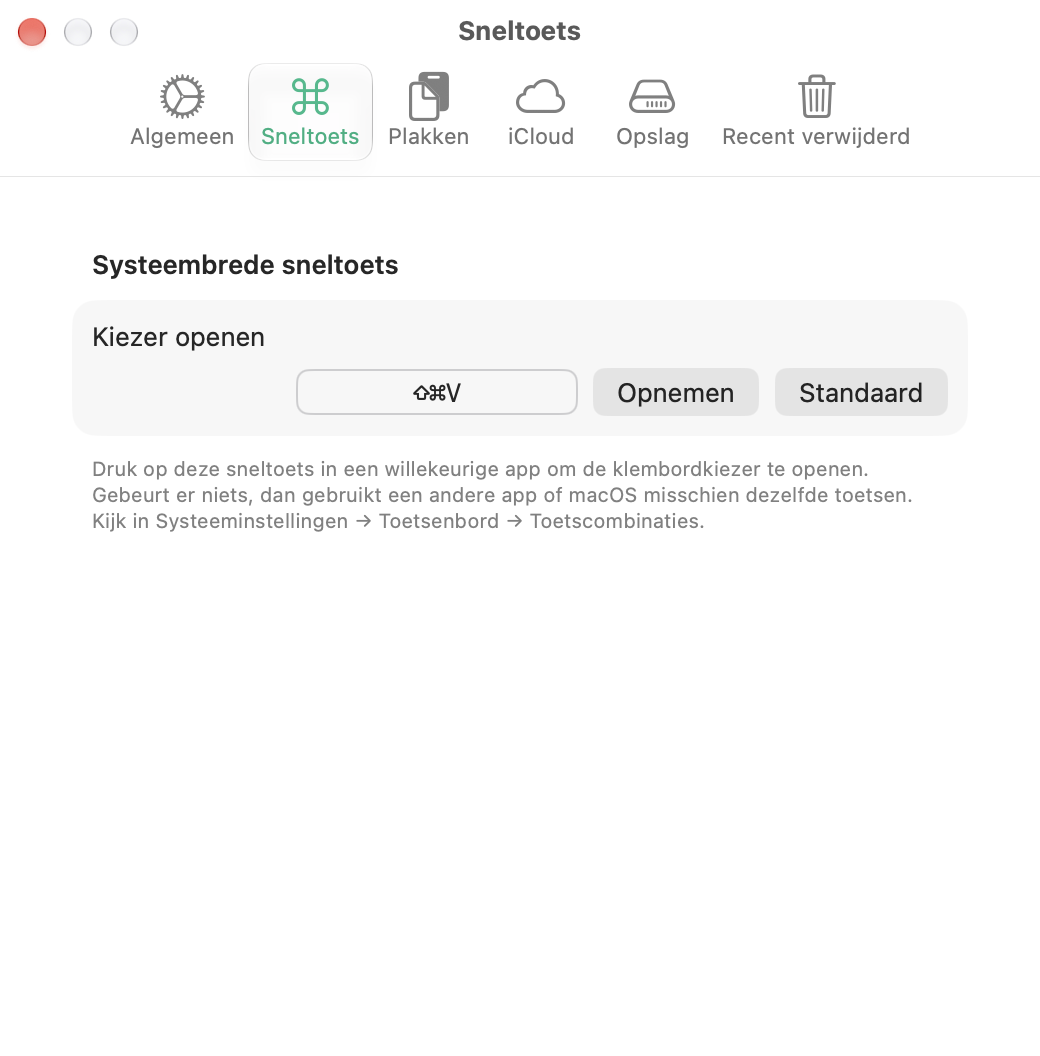 Sneltoets
Algemeen
Sneltoets
Plakken
iCloud
Opslag
Recent verwijderd
Systeembrede sneltoets
Kiezer openen
⇧⌘V
Opnemen
Standaard
Druk op deze sneltoets in een willekeurige app om de klembordkiezer te openen.
Gebeurt er niets, dan gebruikt een andere app of macOS misschien dezelfde toetsen.
Kijk in Systeeminstellingen → Toetsenbord → Toetscombinaties.